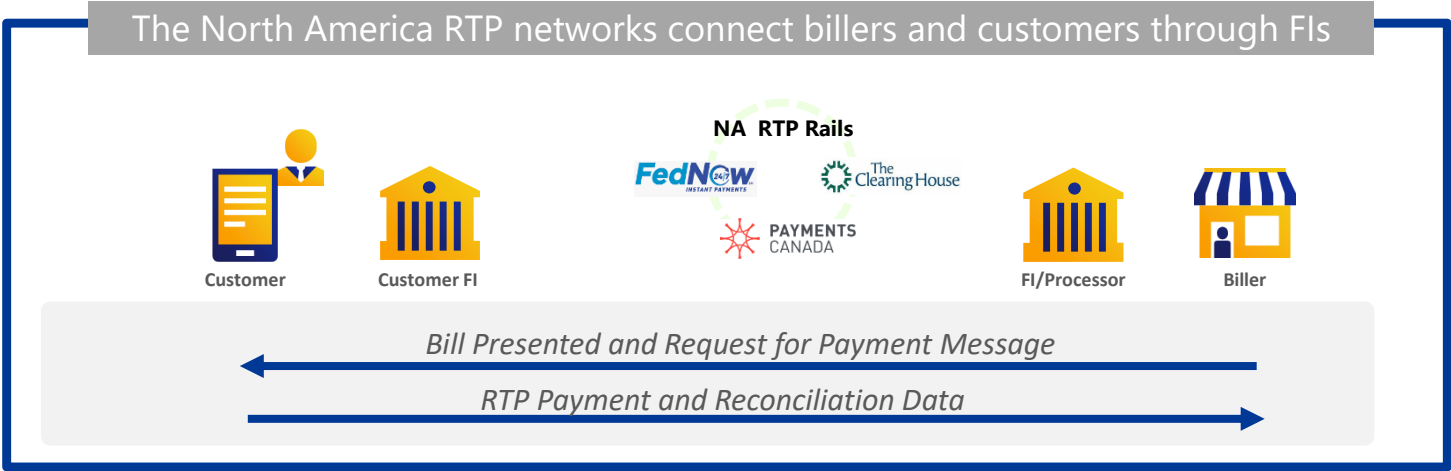 The North America RTP networks connect billers and customers through FIs
NA RTP Rails
FedNow 24/7
INSTANT PAYMENTS
The
Clearing House
PAYMENTS
CANADA
Customer
Customer FI
FI/Processor
Biller
Bill Presented and Request for Payment Message
RTP Payment and Reconciliation Data